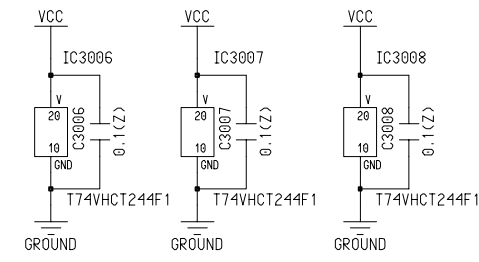 VCC VCC VCC
IC3006 IC3007 IC3008
V V V
20 20 20
C3006 0.1(Z) C3007 0.1(Z) C3008 0.1(Z)
10 10 10
GND GND GND
T74VHCT244F1 T74VHCT244F1 T74VHCT244F1
GROUND GROUND GROUND